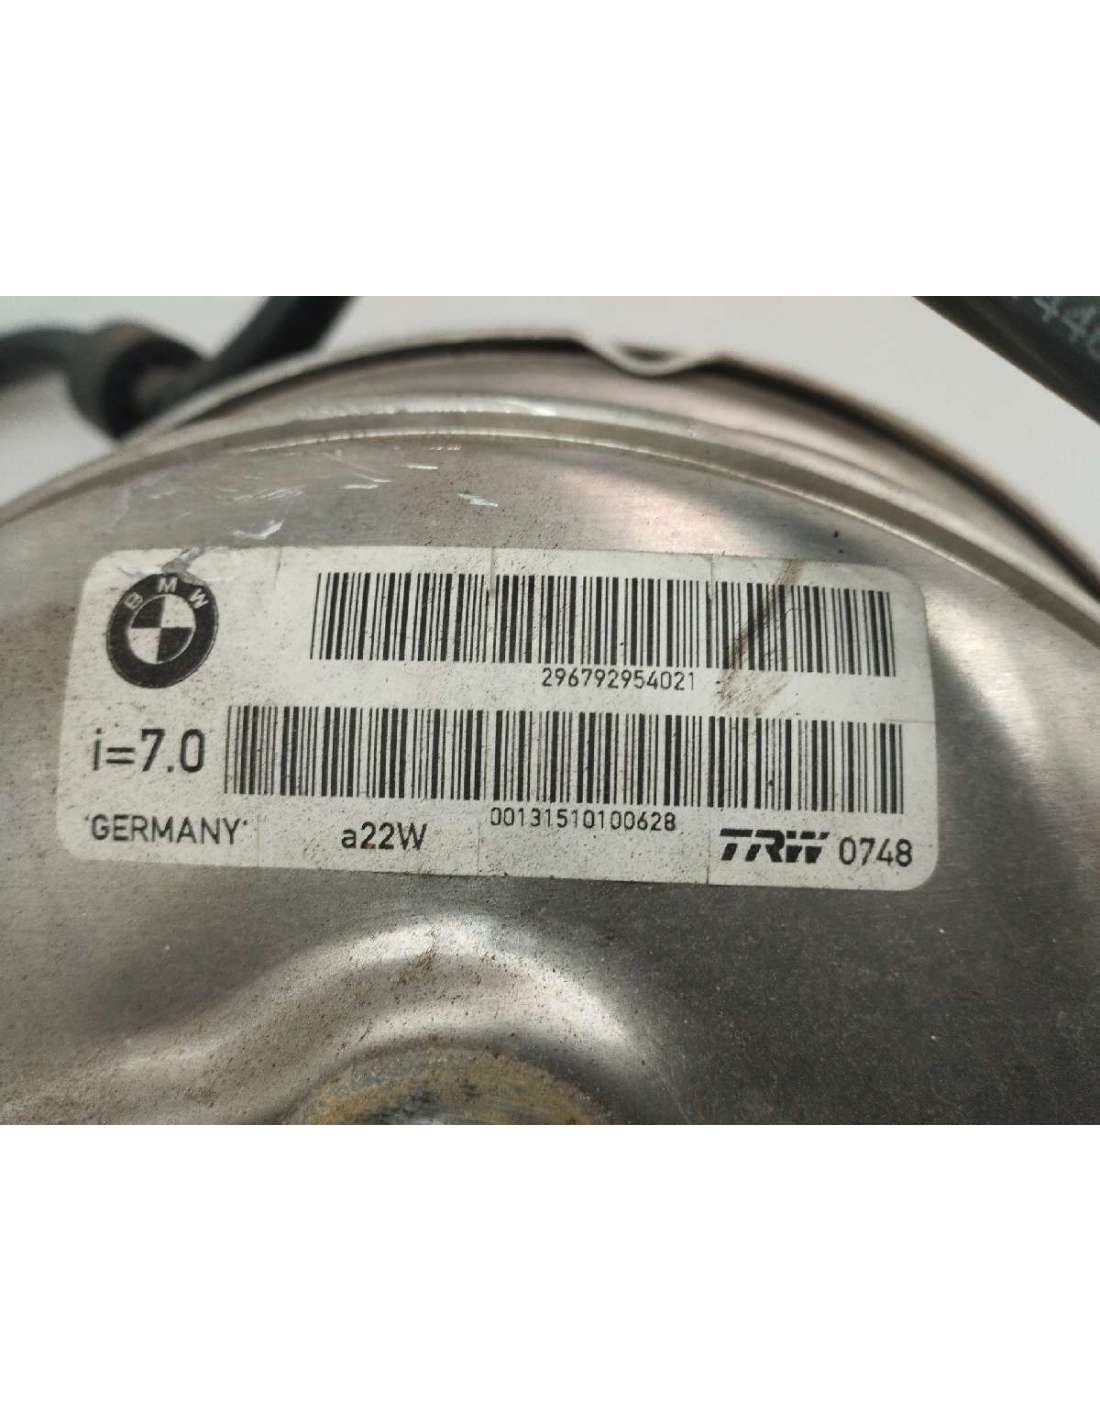 BMW
296792954021
i=7.0
00131510100628
"GERMANY"
a22W
TRW 0748